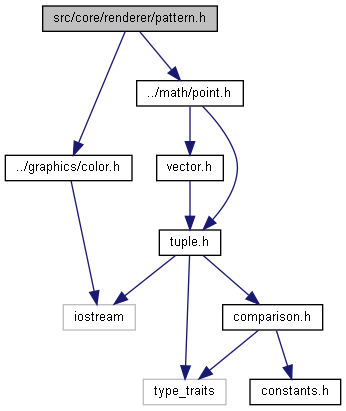 src/core/renderer/pattern.h
../math/point.h
../graphics/color.h
vector.h
tuple.h
iostream
comparison.h
type_traits
constants.h